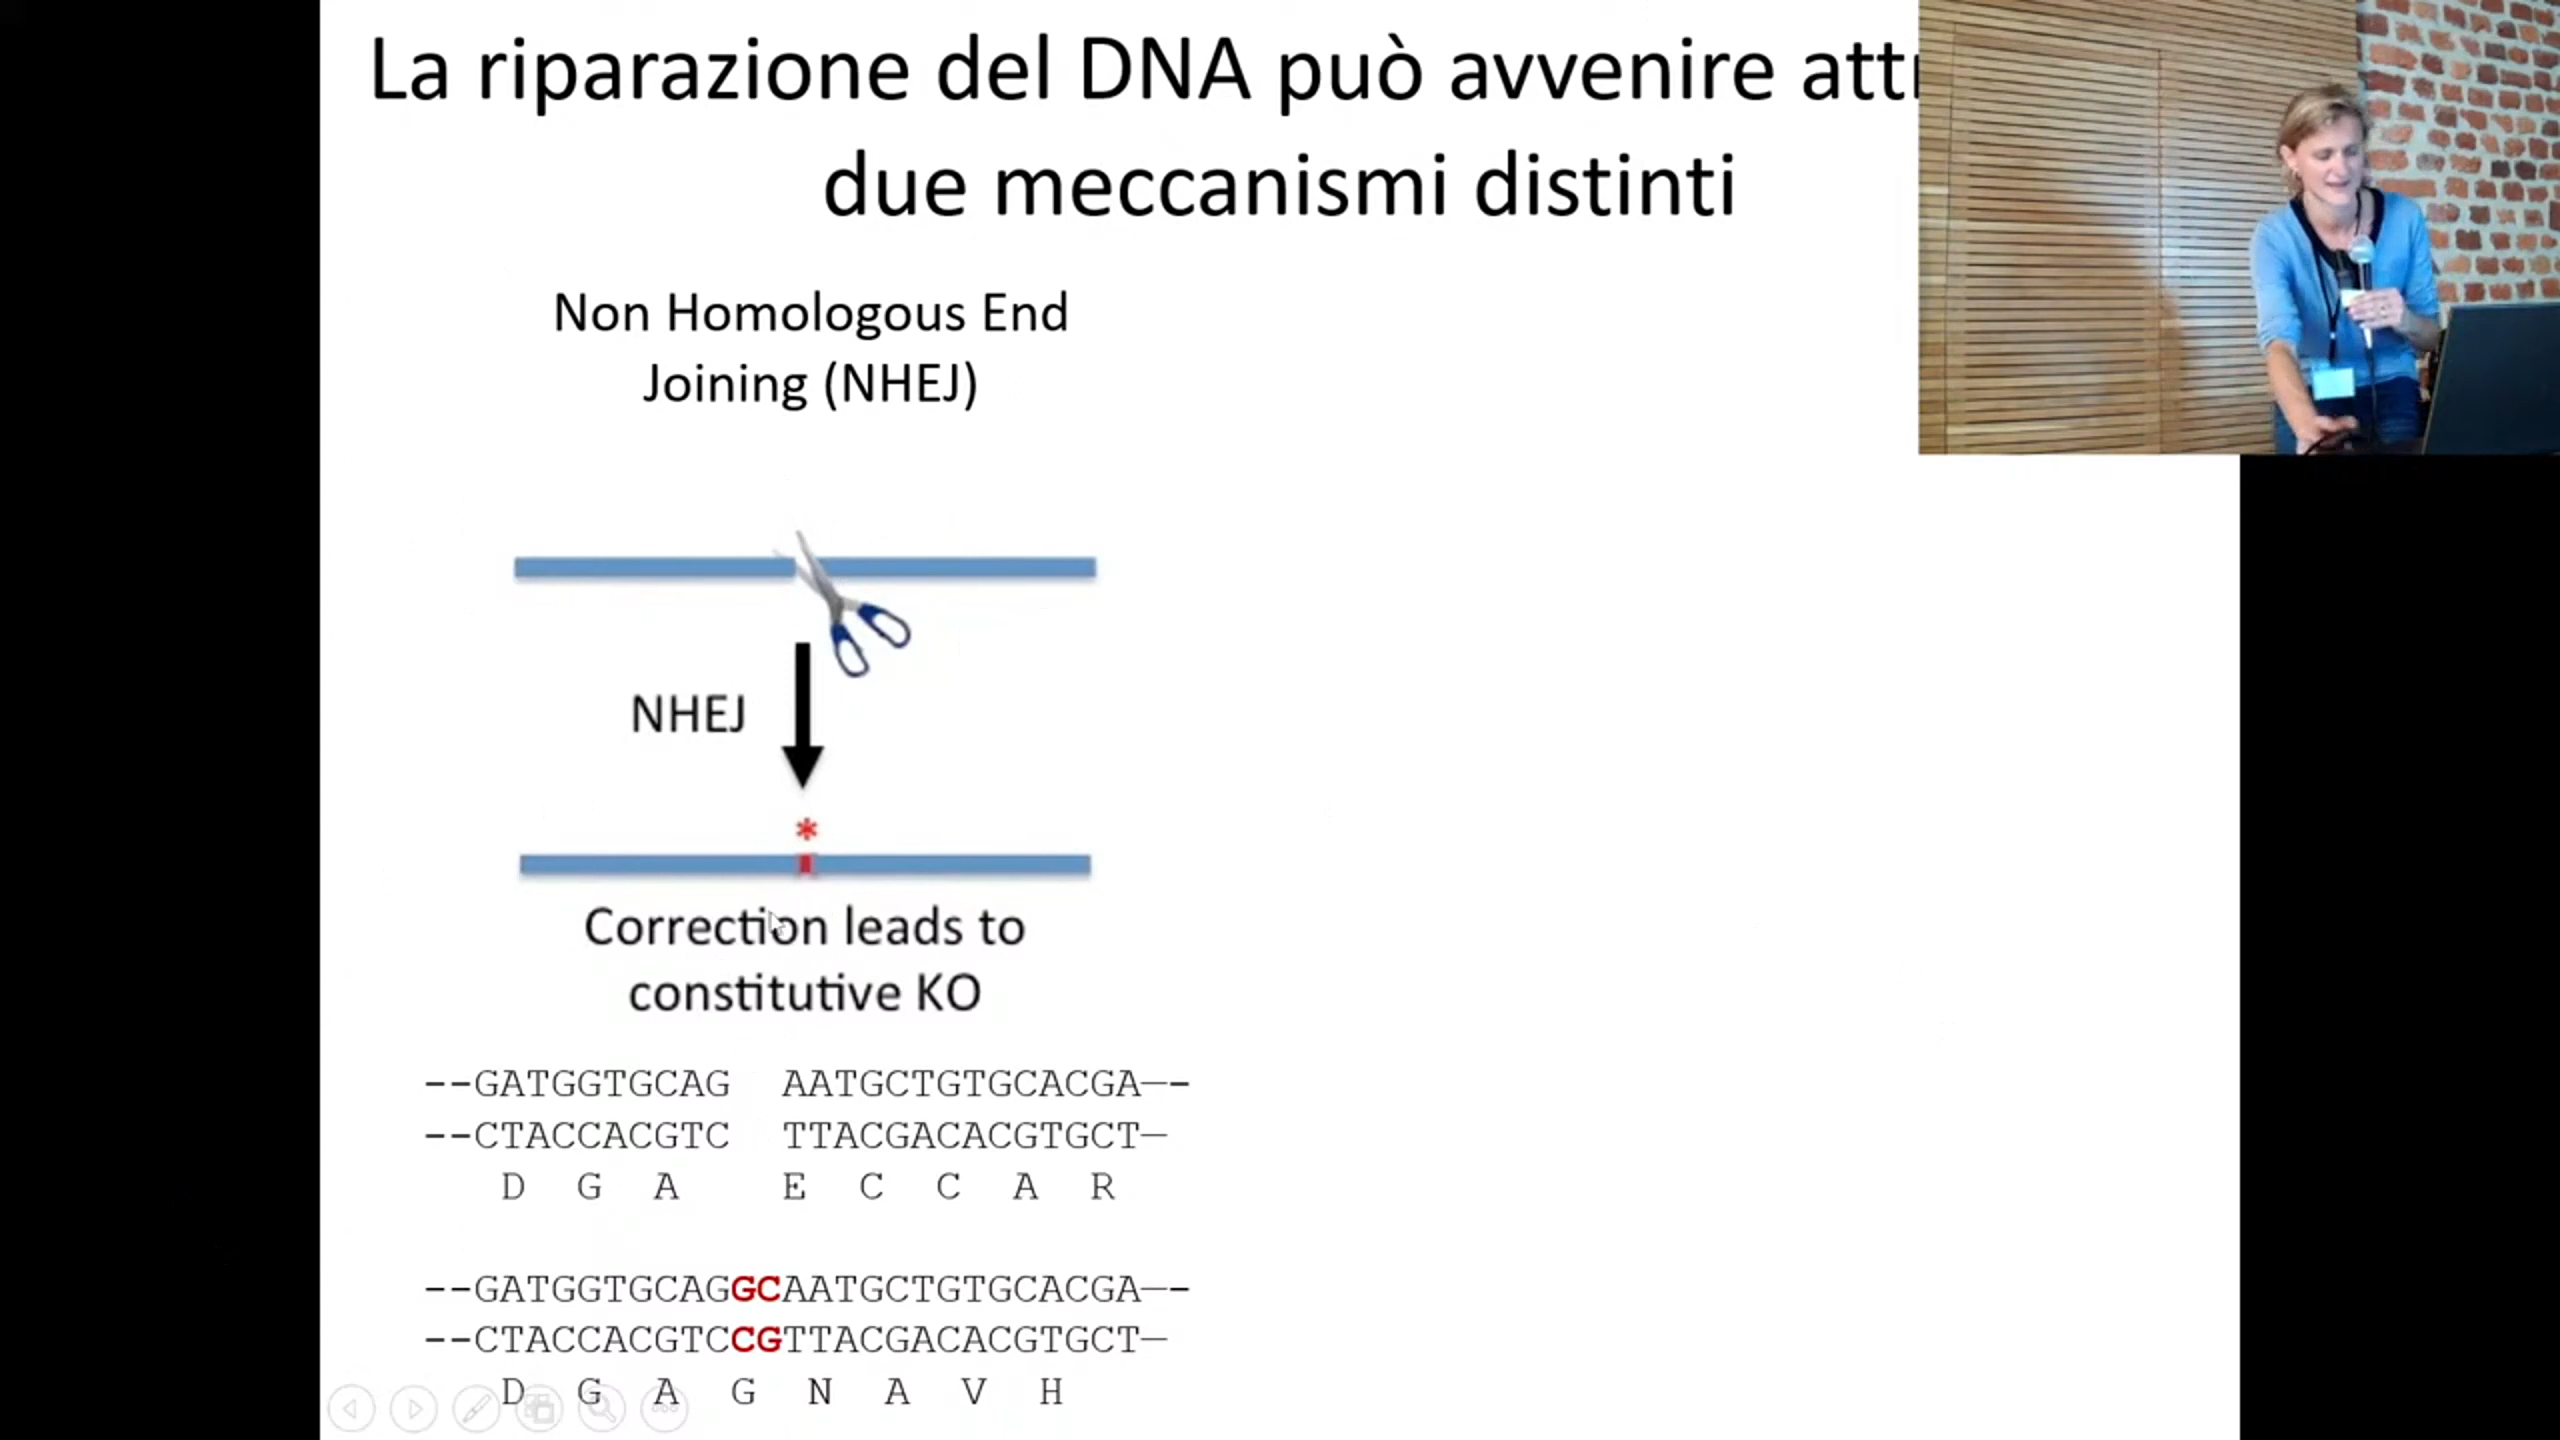 La riparazione del DNA può avvenire
due meccanismi distinti
Non Homologous End
Joining (NHEJ)
NHEJ
*
Correction leads to
constitutive KO
--GATGGTGCAG AATGCTGTGCACGA—-
--CTACCACGTC TTACGACACGTGCT—
D G A E C C A R
--GATGGTGCAGGCAATGCTGTGCACGA—-
--CTACCACGTCCGTTACGACACGTGCT—
D G A G N A V H